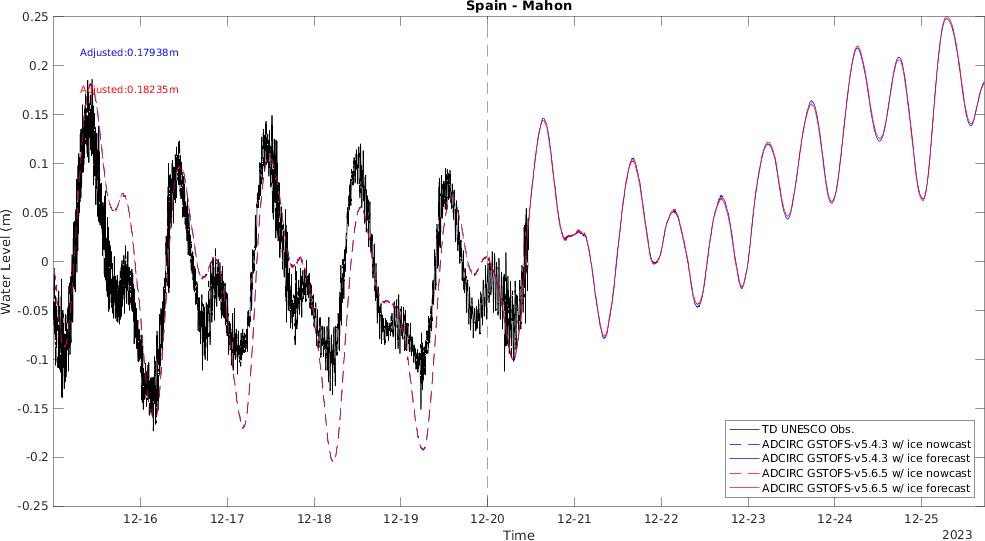 Spain - Mahon
0.25
0.2
0.15
0.1
0.05
0
-0.05
-0.1
-0.15
-0.2
-0.25
Water Level (m)
Adjusted:0.17938m
Adjusted:0.18235m
TD UNESCO Obs.
ADCIRC GSTOFS-v5.4.3 w/ ice nowcast
ADCIRC GSTOFS-v5.4.3 w/ ice forecast
ADCIRC GSTOFS-v5.6.5 w/ ice nowcast
ADCIRC GSTOFS-v5.6.5 w/ ice forecast
12-16 12-17 12-18 12-19 12-20 12-21 12-22 12-23 12-24 12-25
Time
2023